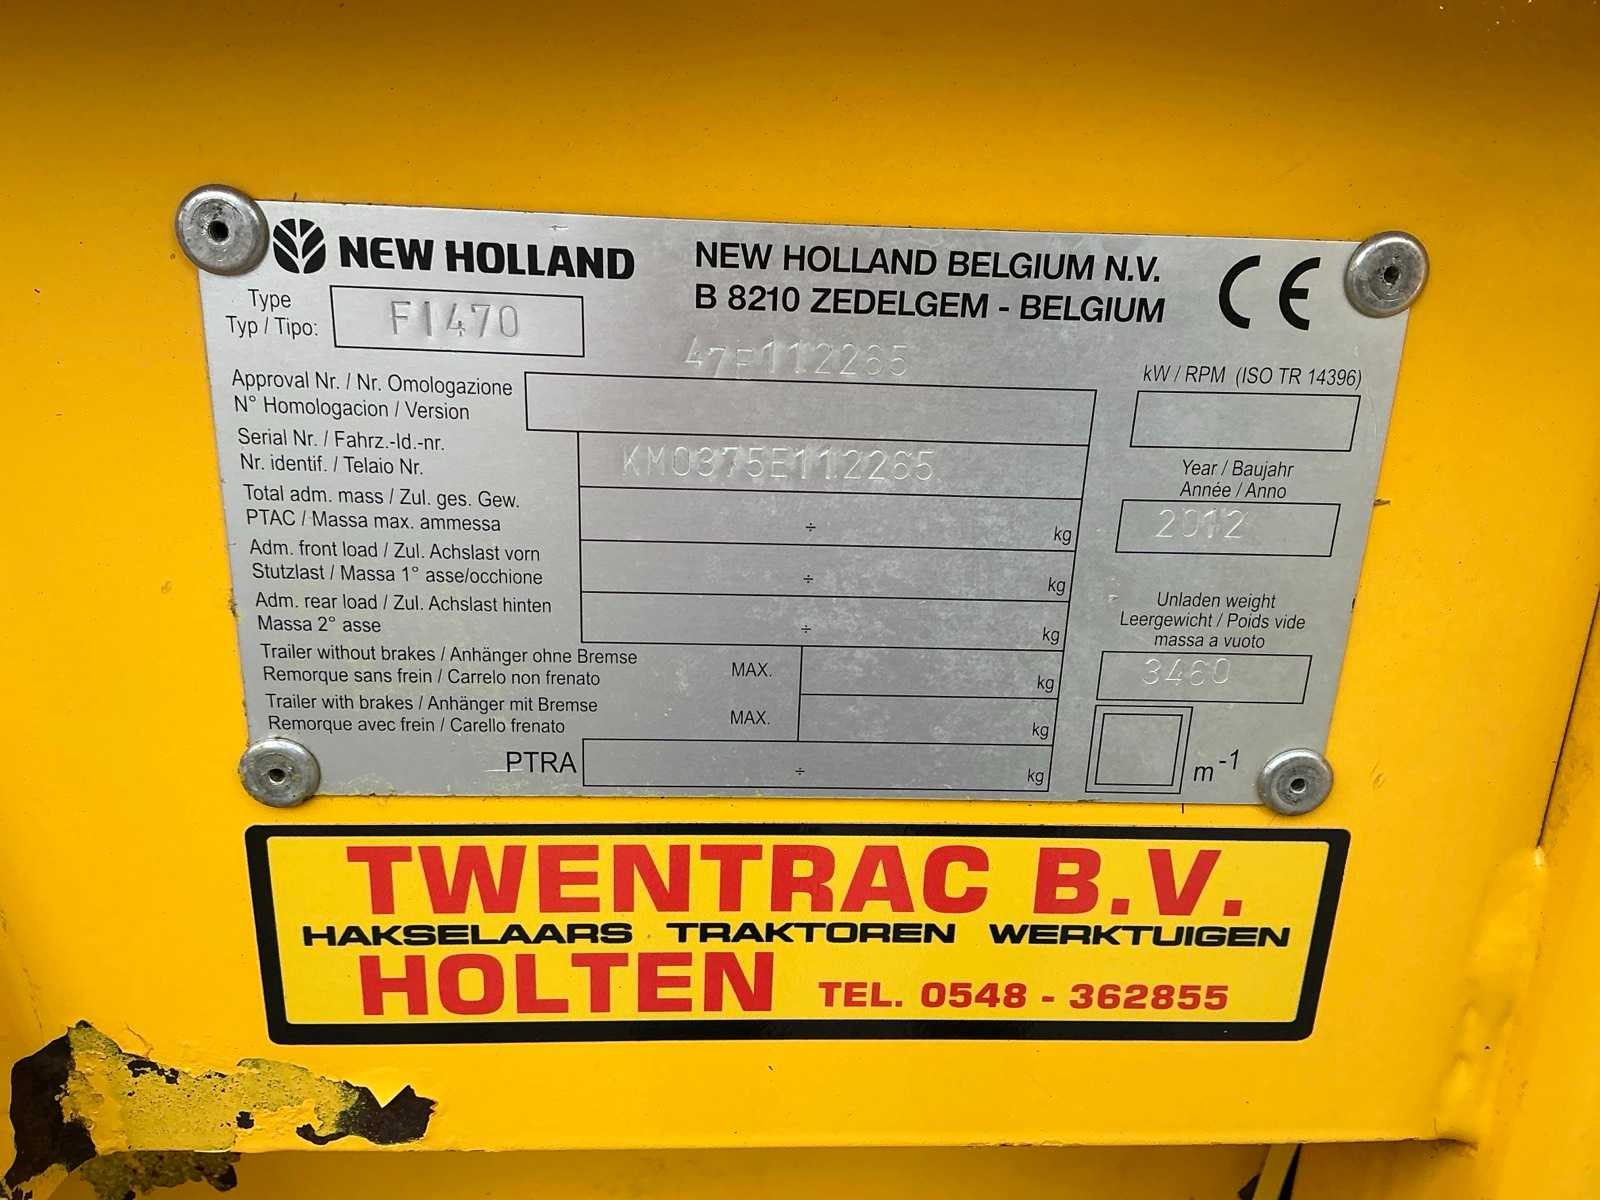 NEW HOLLAND
NEW HOLLAND BELGIUM N.V.
B 8210 ZEDELGEM - BELGIUM
CE
Type
Typ / Tipo:
F1470
47E112265
kW / RPM (ISO TR 14396)
Approval Nr. / Nr. Omologazione
N° Homologacion / Version
Serial Nr. / Fahrz.-Id.-nr.
Nr. identif. / Telaio Nr.
KM0375E112265
Year / Baujahr
Année / Anno
2012
Total adm. mass / Zul. ges. Gew.
PTAC / Massa max. ammessa
÷ kg
Adm. front load / Zul. Achslast vorn
Stutzlast / Massa 1° asse/occhione
÷ kg
Adm. rear load / Zul. Achslast hinten
Massa 2° asse
÷ kg
Unladen weight
Leergewicht / Poids vide
massa a vuoto
3460
Trailer without brakes / Anhänger ohne Bremse
Remorque sans frein / Carrelo non frenato
MAX. kg
Trailer with brakes / Anhänger mit Bremse
Remorque avec frein / Carello frenato
MAX. kg
PTRA ÷ kg
m-1
TWENTRAC B.V.
HAKSELAARS TRAKTOREN WERKTUIGEN
HOLTEN TEL. 0548 - 362855